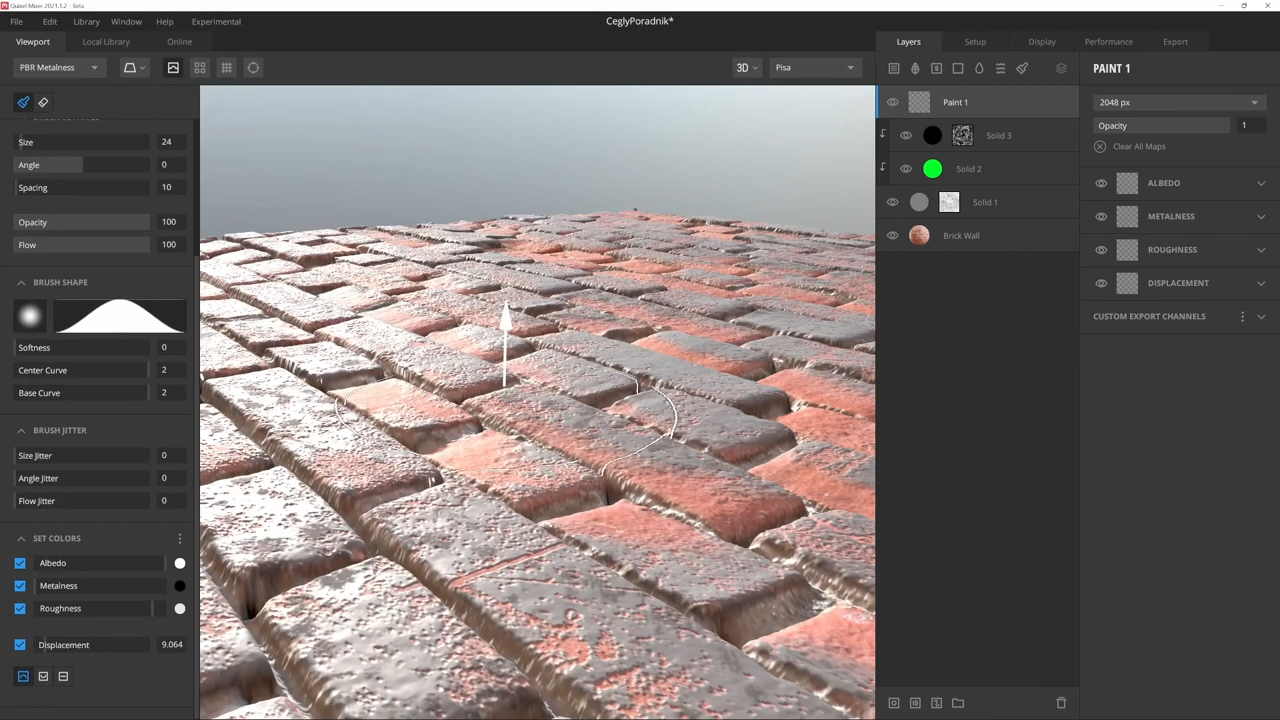 Quixel Mixer 2021.1.2 - Beta
File Edit Library Window Help Experimental
CeglyPoradnik*
Viewport Local Library Online
Layers Setup Display Performance Export
PBR Metalness
3D
Pisa
PAINT 1
2048 px
Opacity 1
Clear All Maps
ALBEDO
METALNESS
ROUGHNESS
DISPLACEMENT
CUSTOM EXPORT CHANNELS
Paint 1
Solid 3
Solid 2
Solid 1
Brick Wall
Size 24
Angle 0
Spacing 10
Opacity 100
Flow 100
BRUSH SHAPE
Softness 0
Center Curve 2
Base Curve 2
BRUSH JITTER
Size Jitter 0
Angle Jitter 0
Flow Jitter 0
SET COLORS
Albedo
Metalness
Roughness
Displacement 9.064